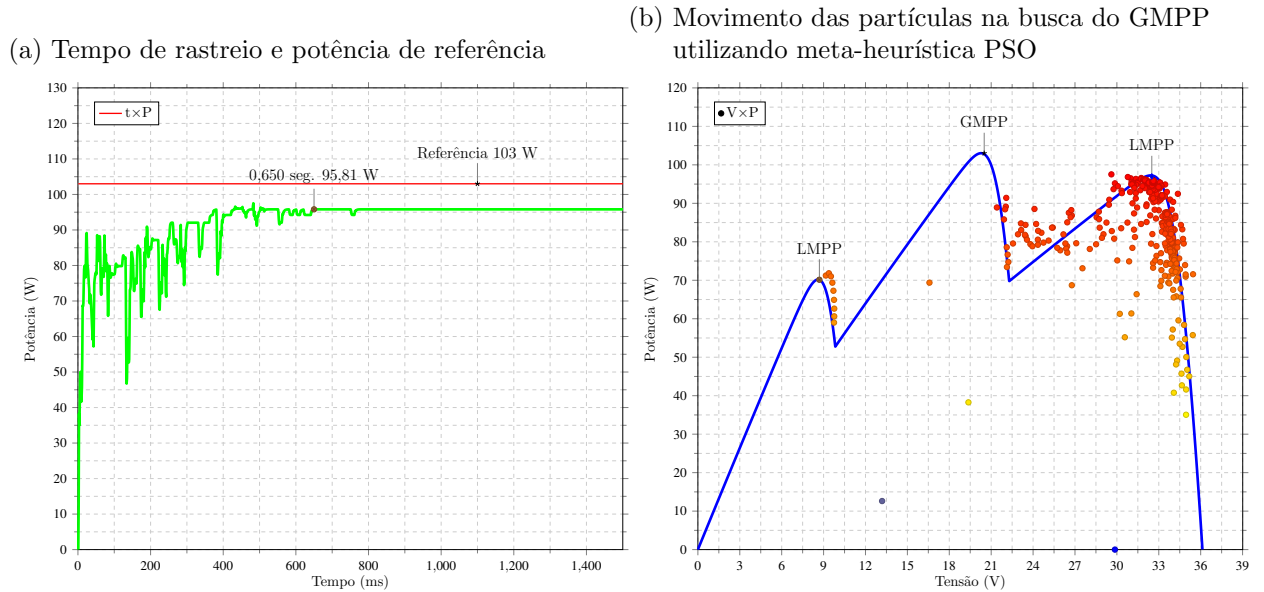 (a) Tempo de rastreio e potência de referência
130
120
110
100
90
80
70
60
50
40
30
20
10
0
Potência (W)
t×P
Referência 103 W
0,650 seg. 95,81 W
0 200 400 600 800 1,000 1,200 1,400
Tempo (ms)
(b) Movimento das partículas na busca do GMPP
utilizando meta-heurística PSO
120
110
100
90
80
70
60
50
40
30
20
10
0
Potência (W)
V×P
GMPP
LMPP
LMPP
0 3 6 9 12 15 18 21 24 27 30 33 36 39
Tensão (V)